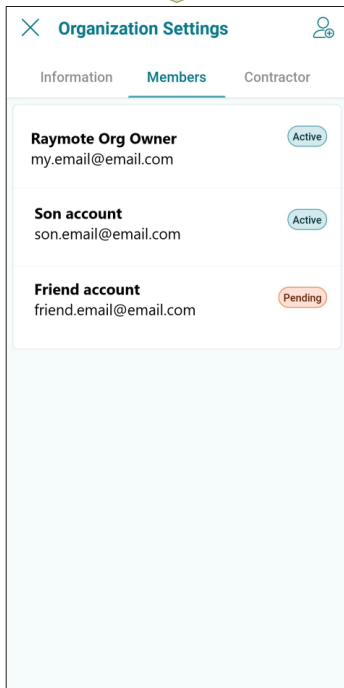 Organization Settings
Information Members Contractor
Raymote Org Owner Active
my.email@email.com
Son account Active
son.email@email.com
Friend account Pending
friend.email@email.com